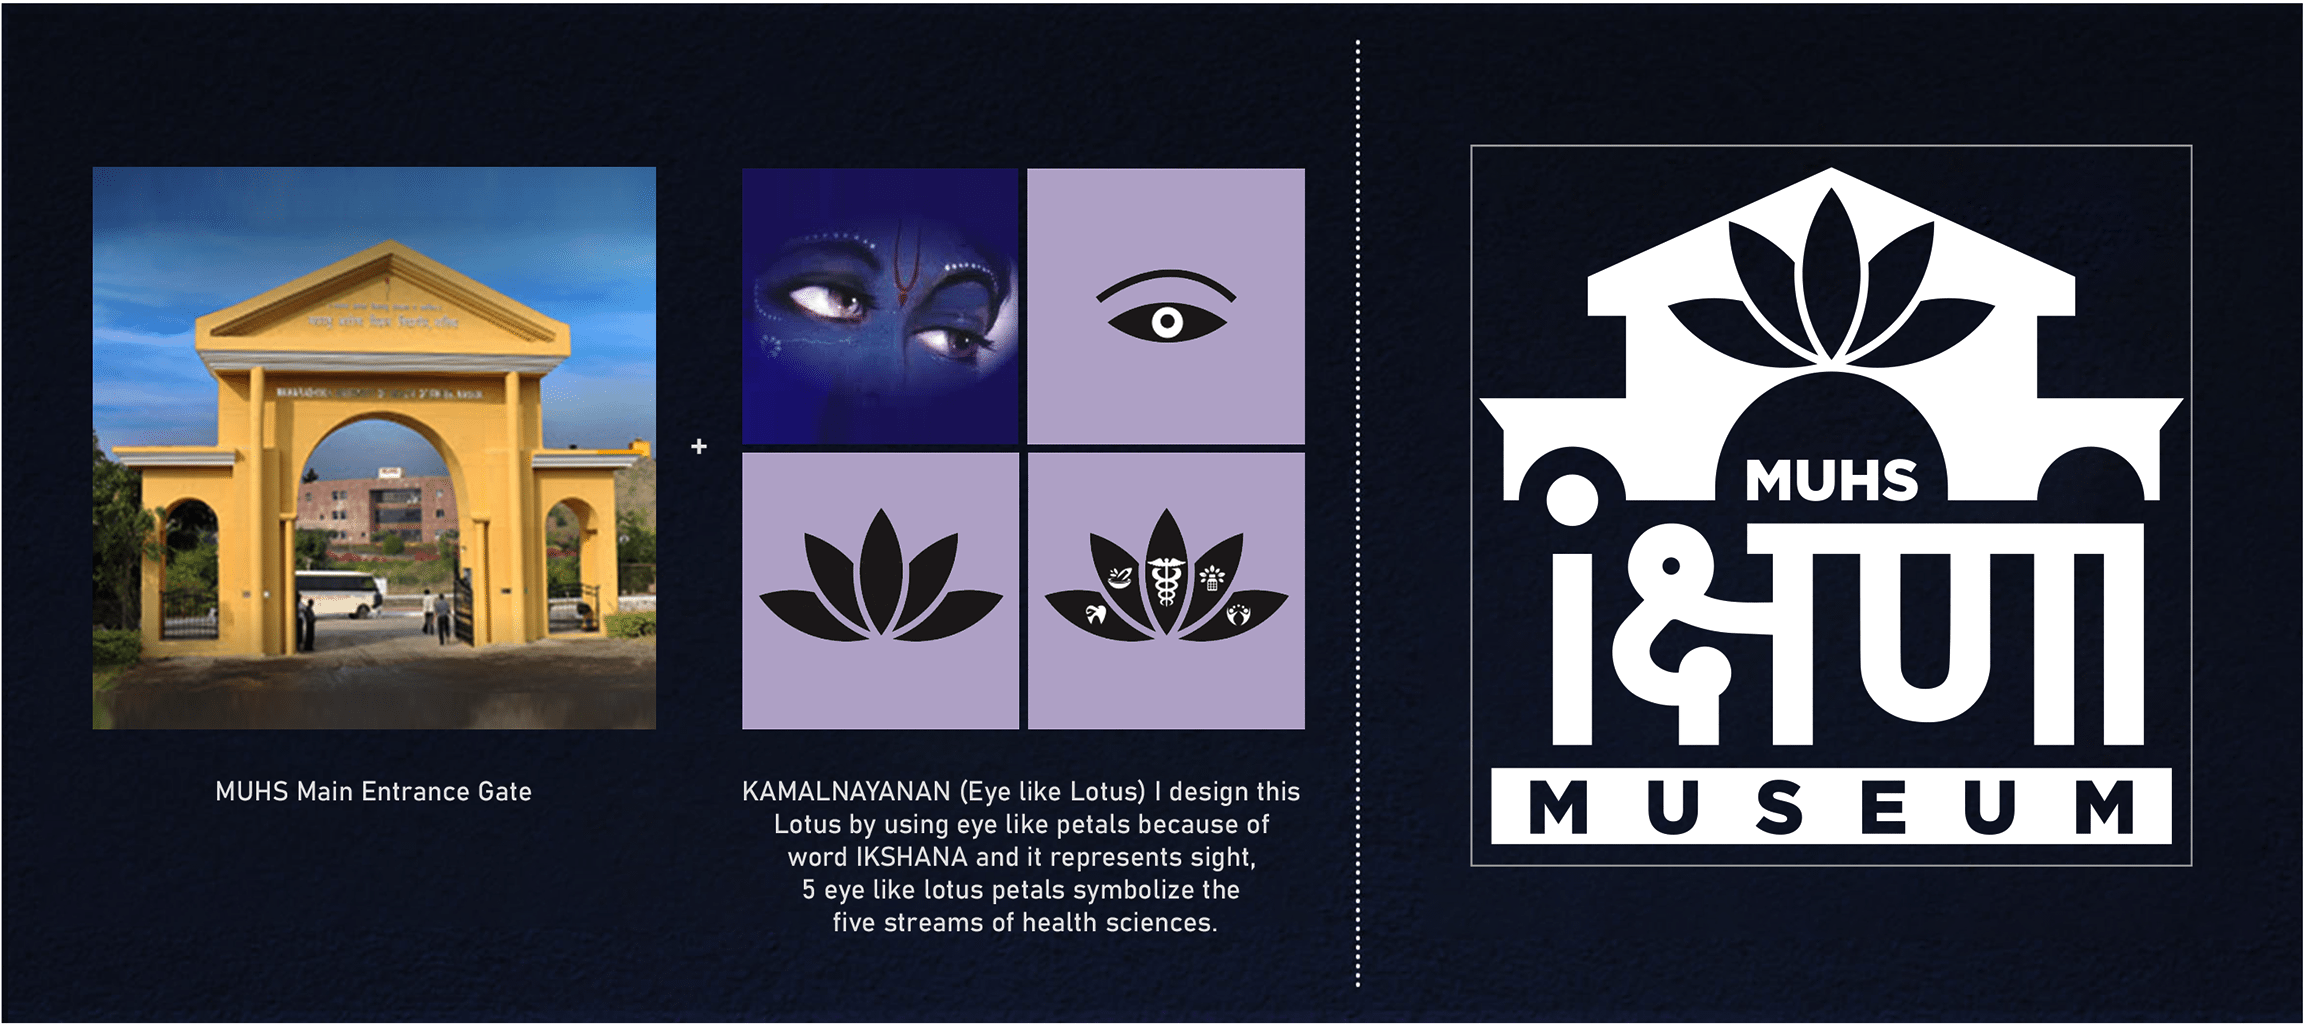 MUHS Main Entrance Gate
+
KAMALNAYANAN (Eye like Lotus) I design this
Lotus by using eye like petals because of
word IKSHANA and it represents sight,
5 eye like lotus petals symbolize the
five streams of health sciences.
MUHS
iक्षणा
MUSEUM